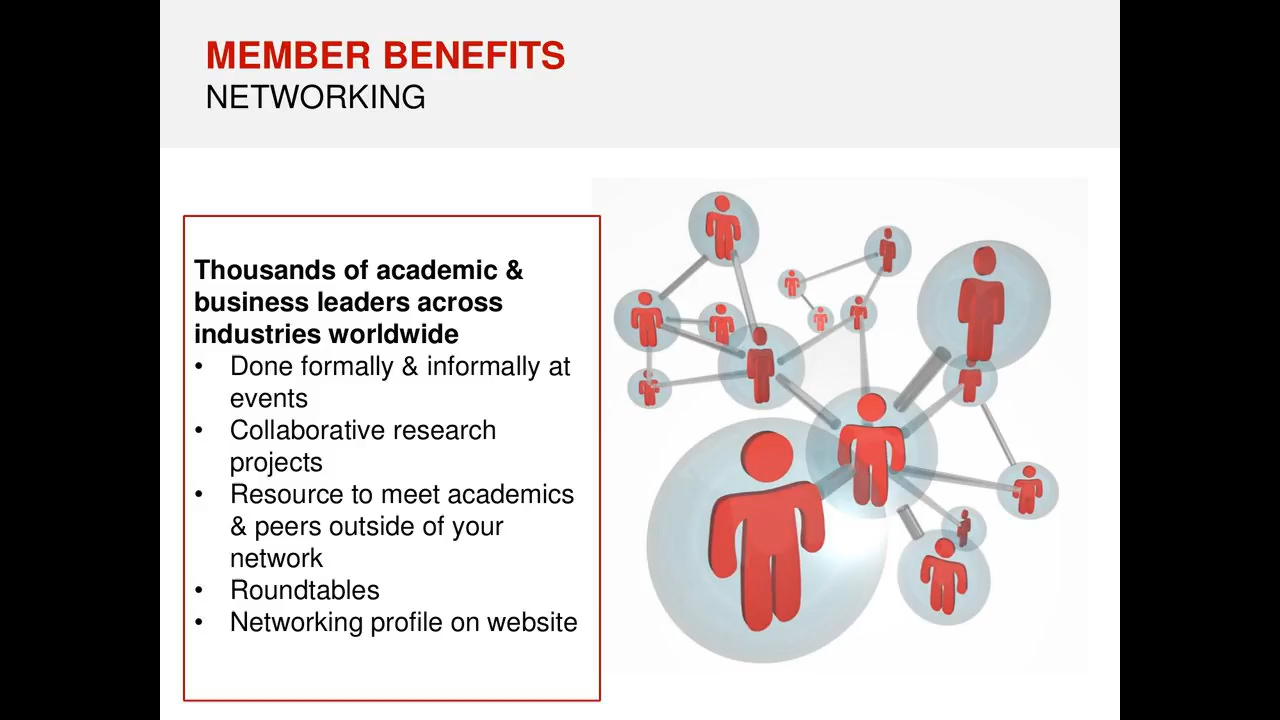 MEMBER BENEFITS
NETWORKING
Thousands of academic &
business leaders across
industries worldwide
• Done formally & informally at
events
• Collaborative research
projects
• Resource to meet academics
& peers outside of your
network
• Roundtables
• Networking profile on website